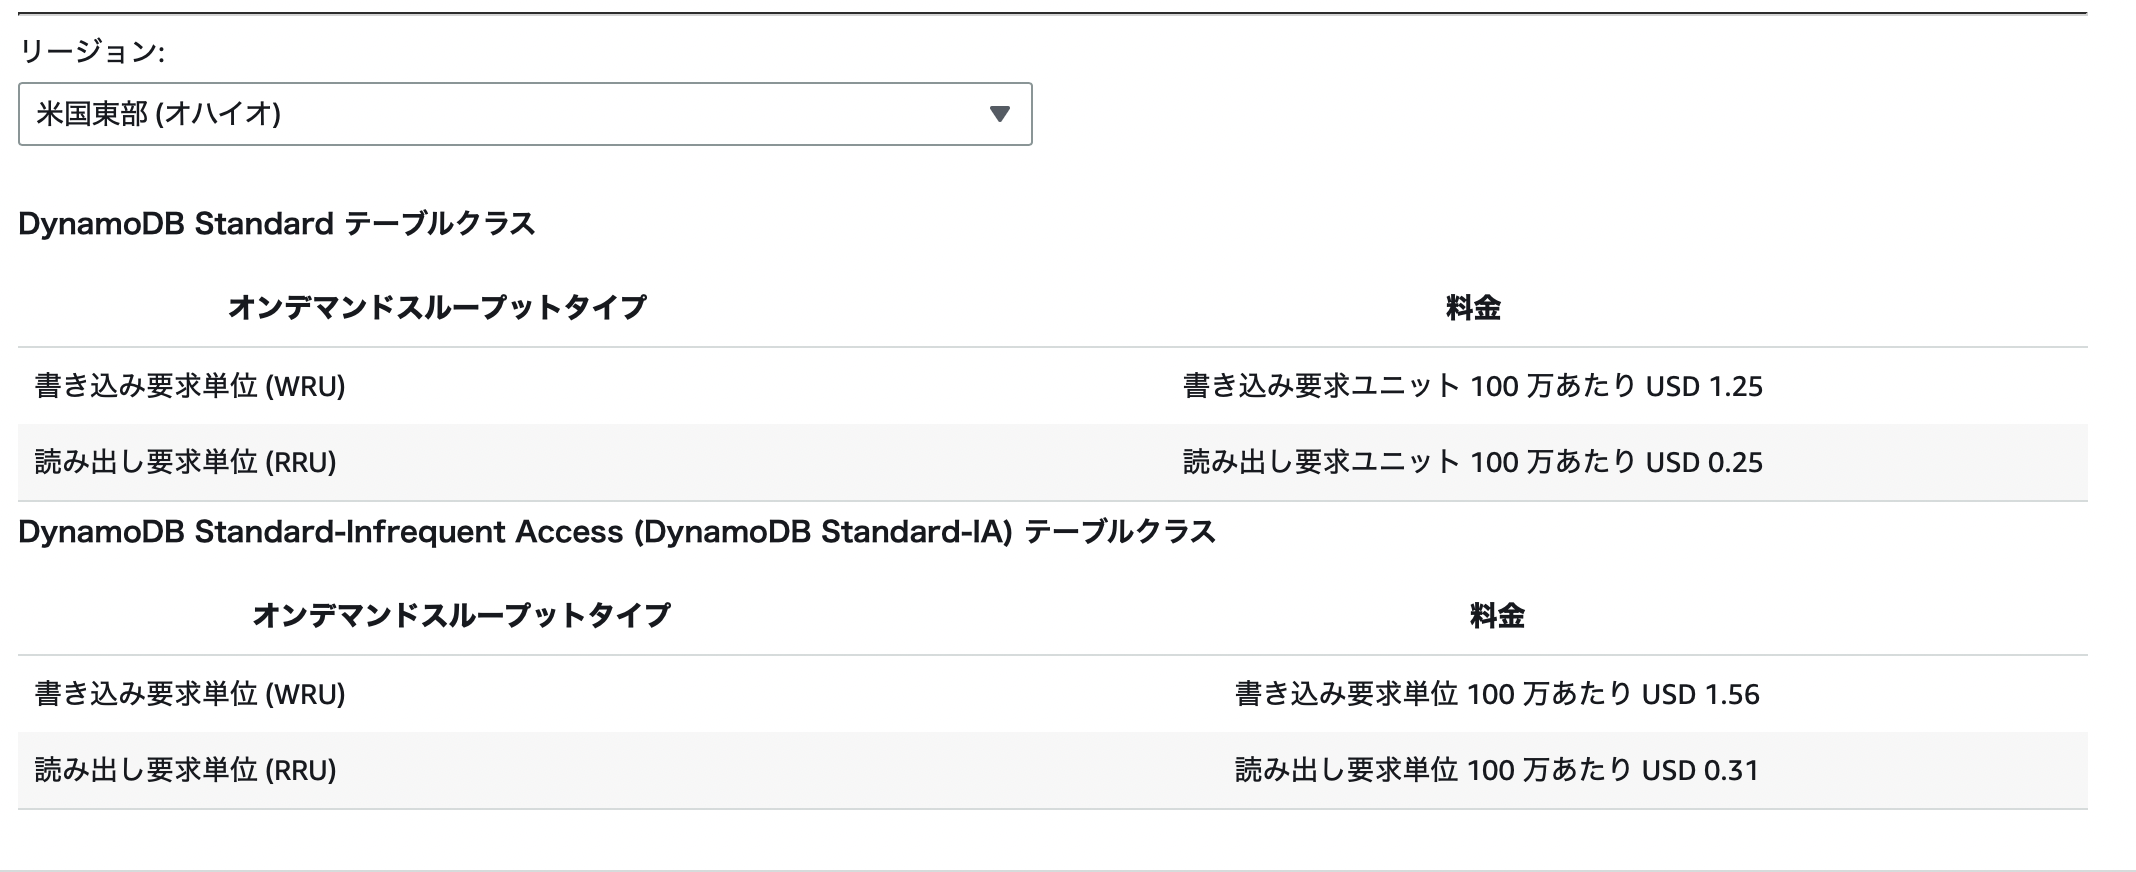 リージョン:
米国東部 (オハイオ)
DynamoDB Standard テーブルクラス
オンデマンドスループットタイプ 料金
書き込み要求単位 (WRU) 書き込み要求ユニット 100 万あたり USD 1.25
読み出し要求単位 (RRU) 読み出し要求ユニット 100 万あたり USD 0.25
DynamoDB Standard-Infrequent Access (DynamoDB Standard-IA) テーブルクラス
オンデマンドスループットタイプ 料金
書き込み要求単位 (WRU) 書き込み要求単位 100 万あたり USD 1.56
読み出し要求単位 (RRU) 読み出し要求単位 100 万あたり USD 0.31